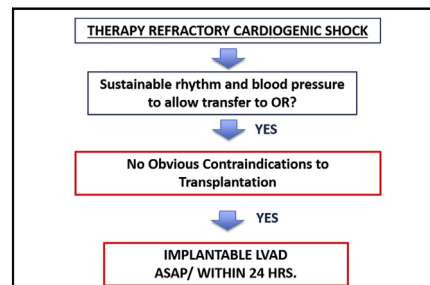 THERAPY REFRACTORY CARDIOGENIC SHOCK
Sustainable rhythm and blood pressure
to allow transfer to OR?
YES
No Obvious Contraindications to
Transplantation
YES
IMPLANTABLE LVAD
ASAP/ WITHIN 24 HRS.